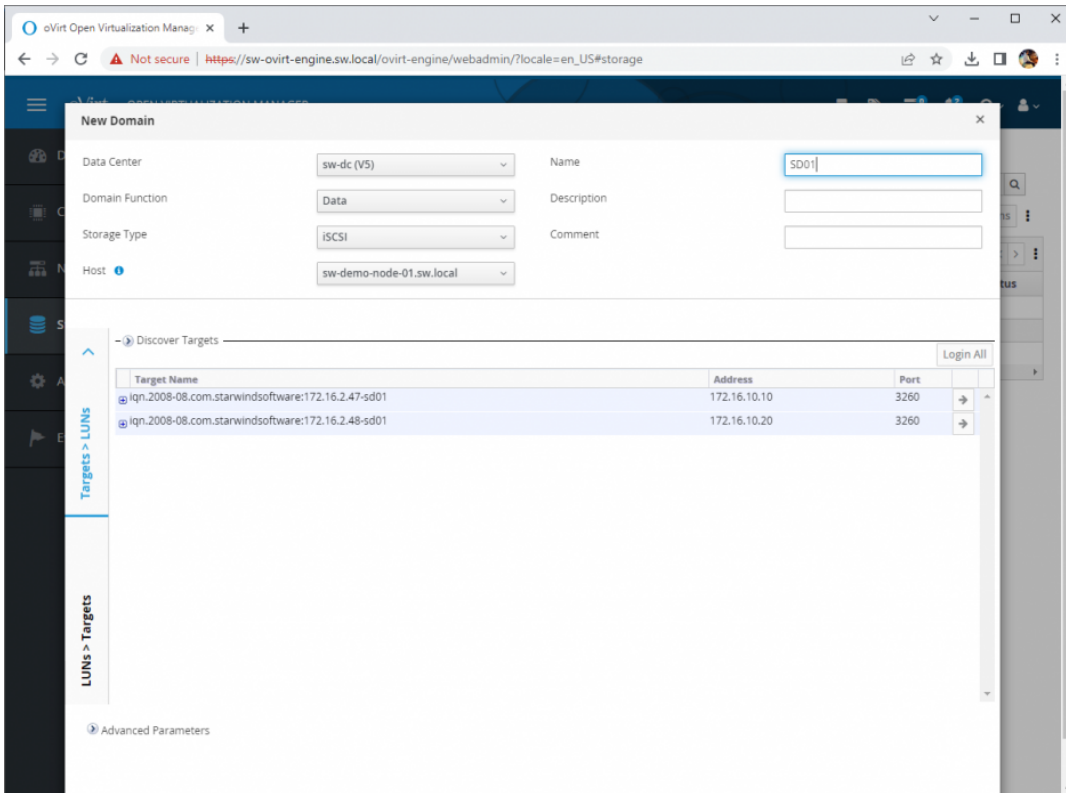 oVirt Open Virtualization Manag
Not secure https://sw-ovirt-engine.sw.local/ovirt-engine/webadmin/?locale=en_US#storage
New Domain
Data Center sw-dc (V5) Name SD01
Domain Function Data Description
Storage Type iSCSI Comment
Host sw-demo-node-01.sw.local
Discover Targets
Login All
Target Name Address Port
iqn.2008-08.com.starwindsoftware:172.16.2.47-sd01 172.16.10.10 3260
iqn.2008-08.com.starwindsoftware:172.16.2.48-sd01 172.16.10.20 3260
Targets > LUNs
LUNs > Targets
Advanced Parameters